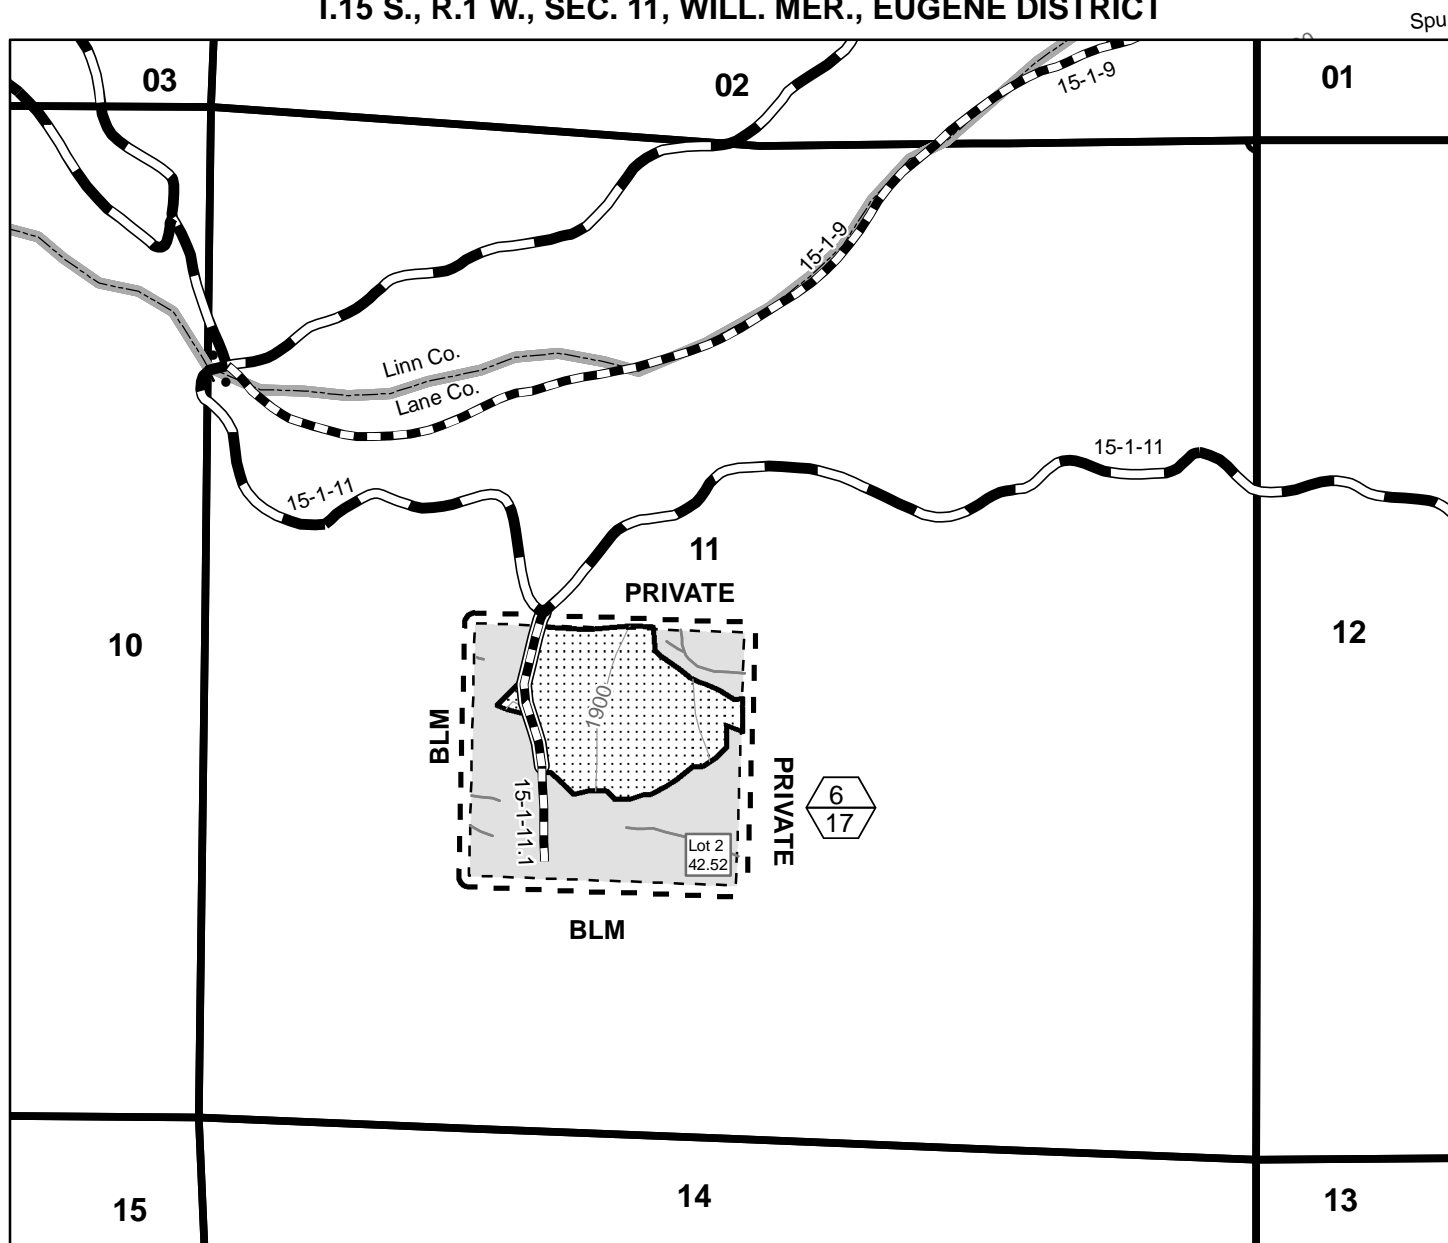 T.15 S., R.1 W., SEC. 11, WILL. MER., EUGENE DISTRICT
Spu
03
02
01
15-1-9
15-1-9
Linn Co.
Lane Co.
15-1-11
15-1-11
11
PRIVATE
10
12
1900
BLM
PRIVATE
6
17
15-1-11.1
Lot 2
42.52
BLM
15
14
13